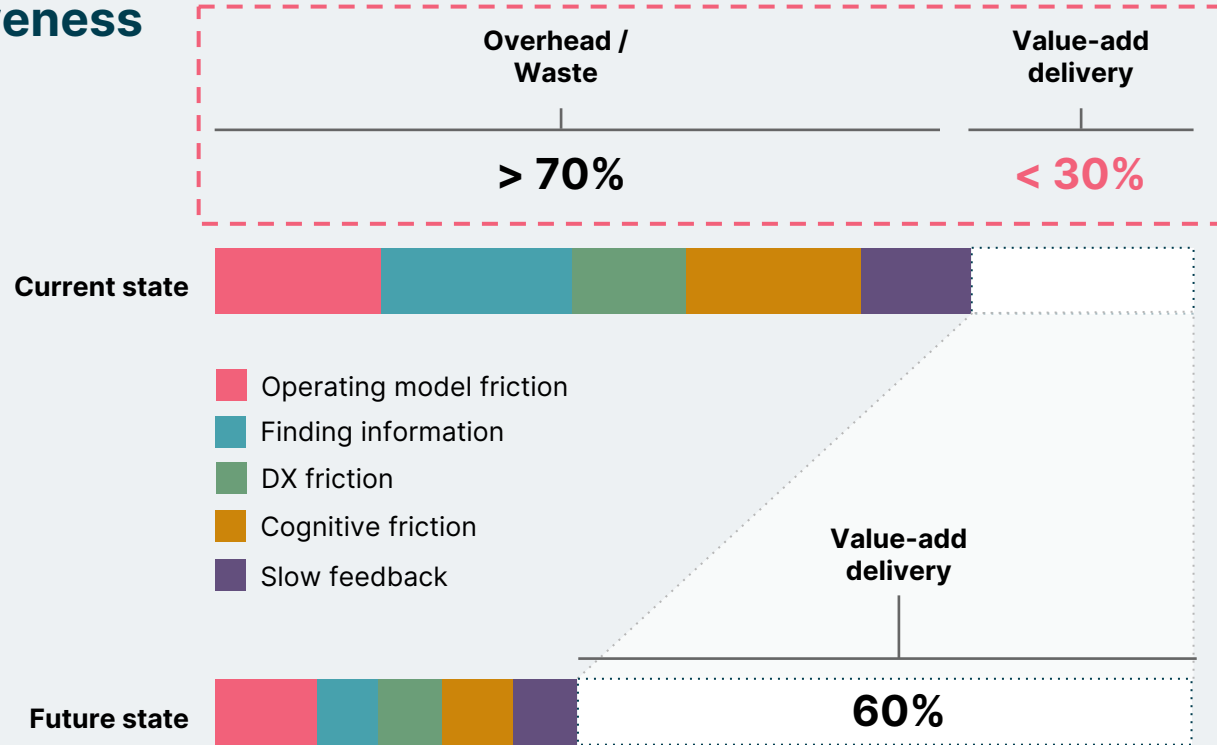 veness
Overhead /
Waste
Value-add
delivery
> 70%
< 30%
Current state
Operating model friction
Finding information
DX friction
Cognitive friction
Slow feedback
Value-add
delivery
Future state
60%